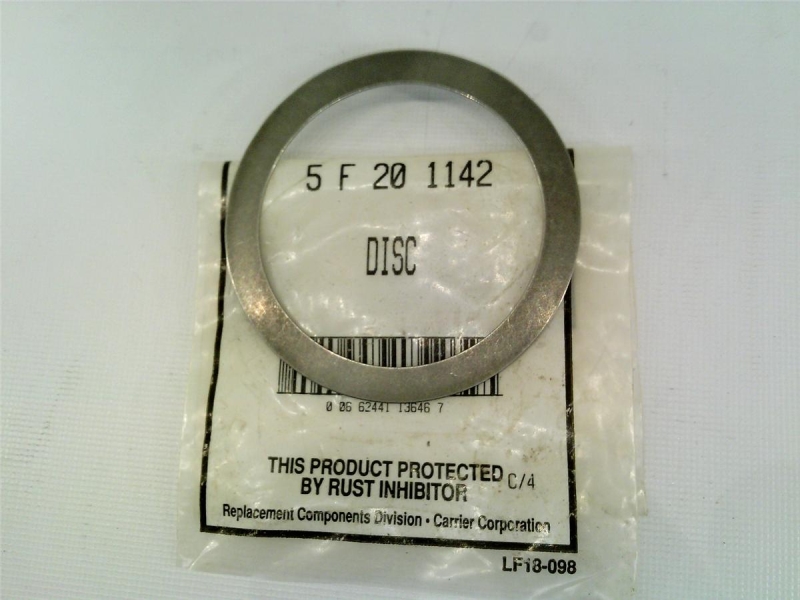 5 F 20 1142
DISC
0 06 62441 13646 7
THIS PRODUCT PROTECTED C/4
BY RUST INHIBITOR
Replacement Components Division • Carrier Corporation
LF18-098